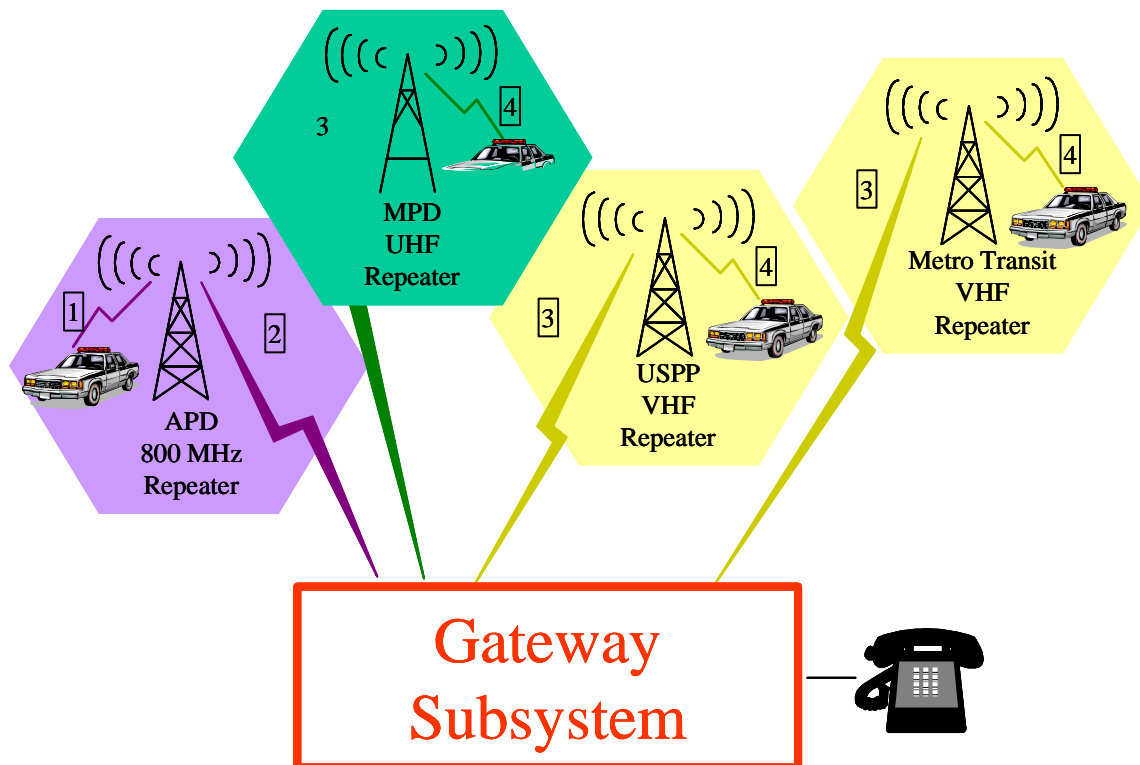 3
4
MPD
UHF
Repeater
1
2
APD
800 MHz
Repeater
3
4
USPP
VHF
Repeater
3
4
Metro Transit
VHF
Repeater
Gateway
Subsystem